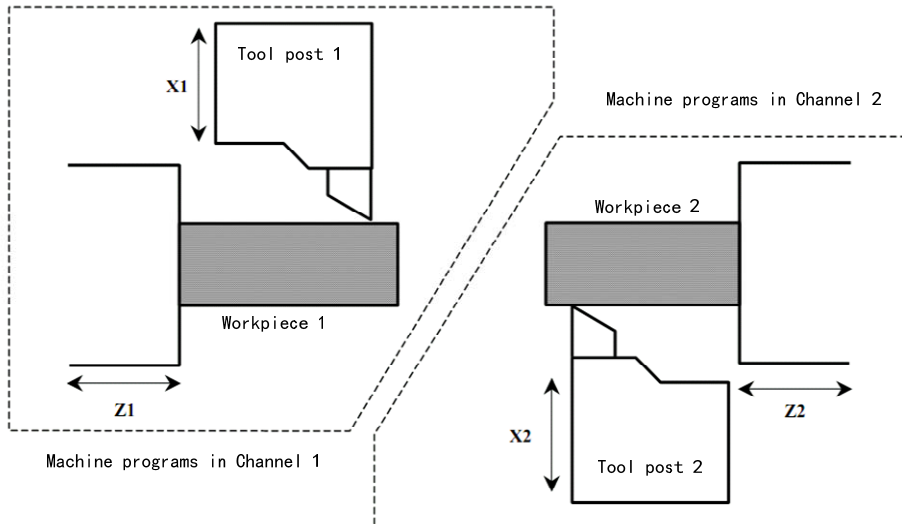 Tool post 1
X1
Machine programs in Channel 2
Workpiece 2
Workpiece 1
Z1
Z2
X2
Machine programs in Channel 1
Tool post 2